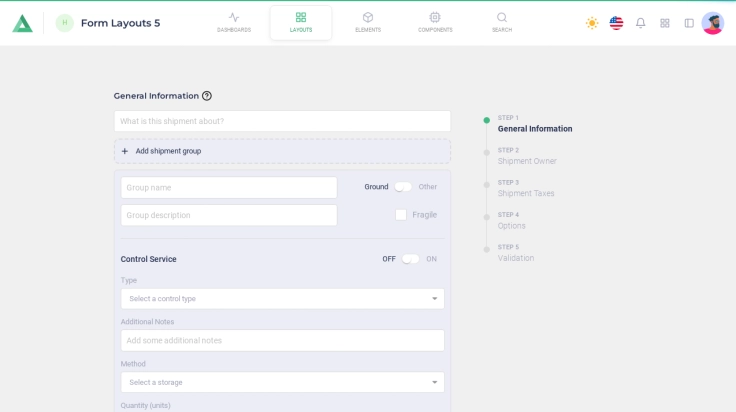 H
Form Layouts 5
DASHBOARDS
LAYOUTS
ELEMENTS
COMPONENTS
SEARCH
General Information
What is this shipment about?
+ Add shipment group
Group name
Ground
Other
Group description
Fragile
Control Service
OFF
ON
Type
Select a control type
Additional Notes
Add some additional notes
Method
Select a storage
Quantity (units)
STEP 1
General Information
STEP 2
Shipment Owner
STEP 3
Shipment Taxes
STEP 4
Options
STEP 5
Validation